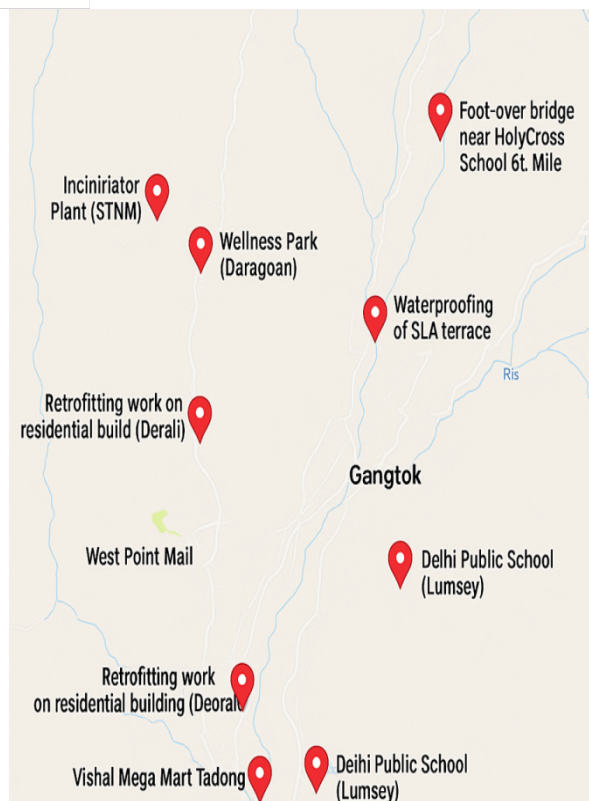 Foot-over bridge
near HolyCross
School 6t. Mile
Inciniriator
Plant (STNM)
Wellness Park
(Daragoan)
Waterproofing
of SLA terrace
Ris
Retrofitting work on
residential build (Derali)
Gangtok
West Point Mail
Delhi Public School
(Lumsey)
Retrofitting work
on residential building (Deorali
Vishal Mega Mart Tadong
Deihi Public School
(Lumsey)